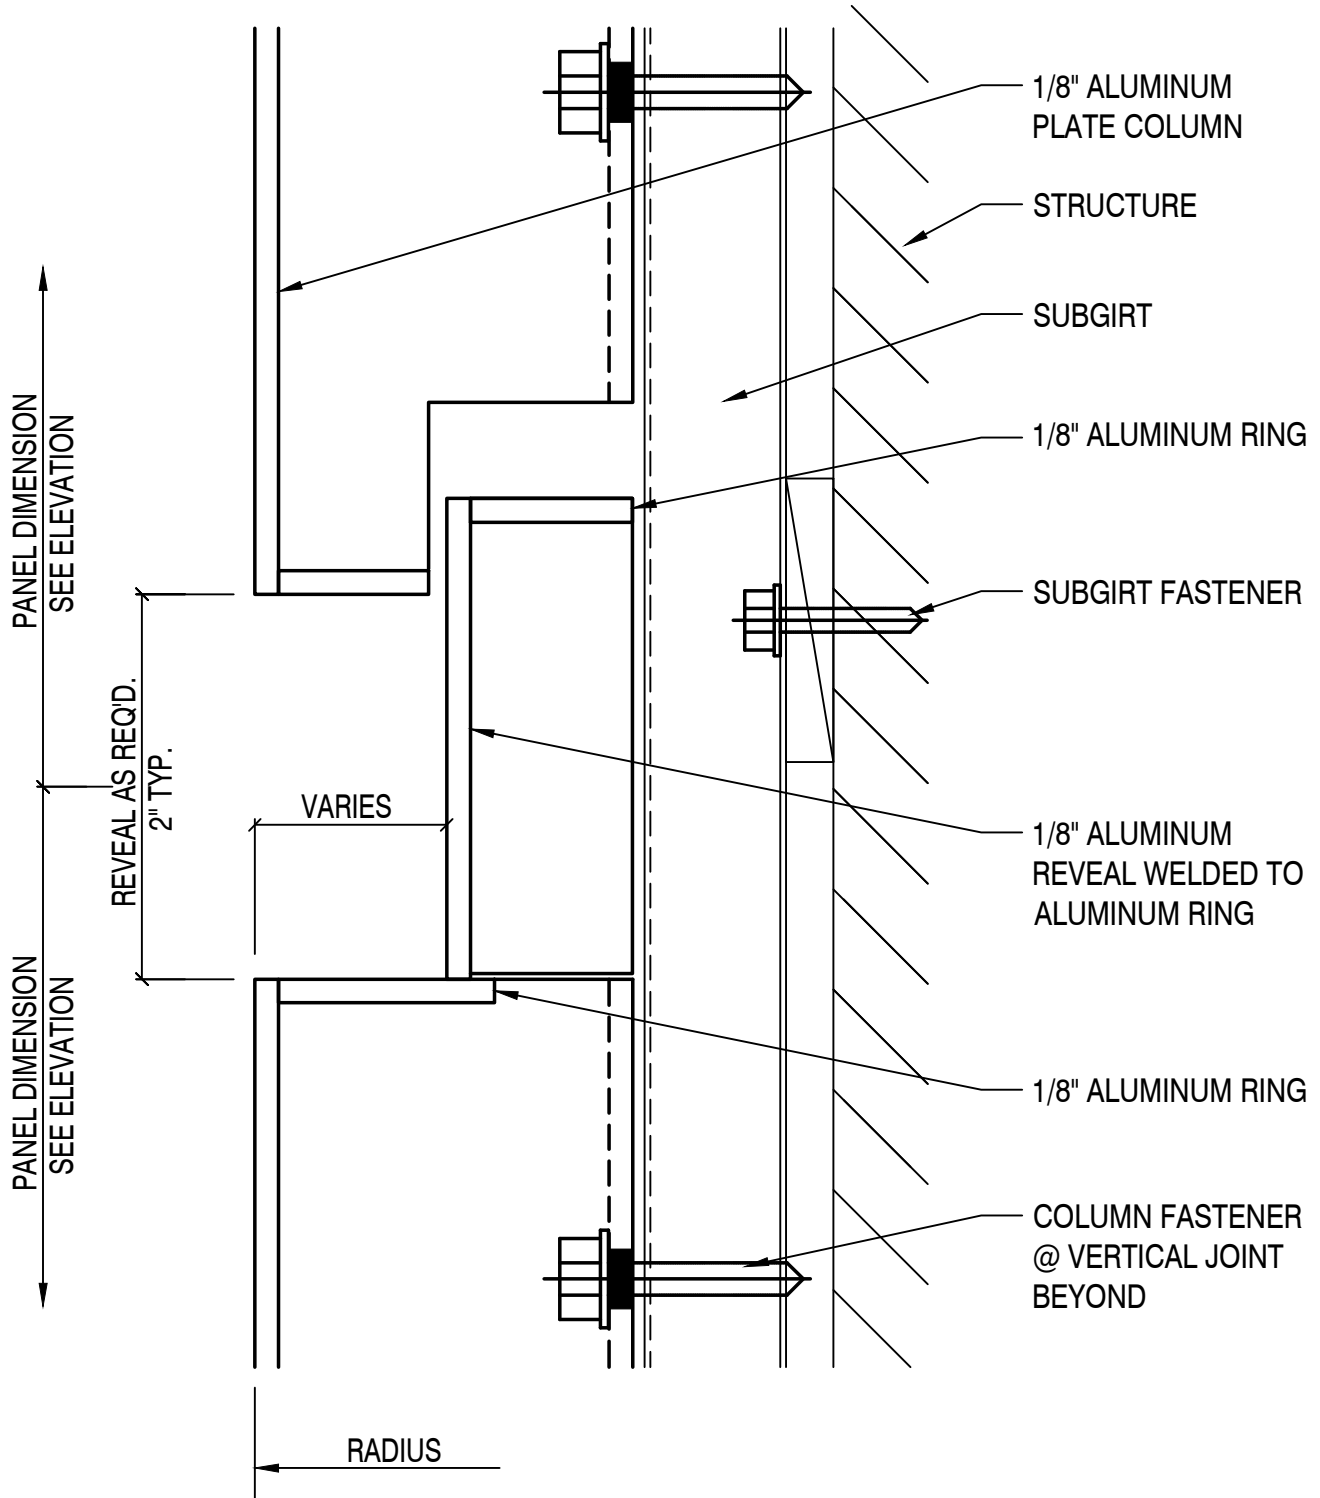 1/8" ALUMINUM
PLATE COLUMN
STRUCTURE
SUBGIRT
1/8" ALUMINUM RING
SUBGIRT FASTENER
1/8" ALUMINUM
REVEAL WELDED TO
ALUMINUM RING
1/8" ALUMINUM RING
COLUMN FASTENER
@ VERTICAL JOINT
BEYOND
PANEL DIMENSION
SEE ELEVATION
REVEAL AS REQ'D.
2" TYP.
VARIES
PANEL DIMENSION
SEE ELEVATION
RADIUS